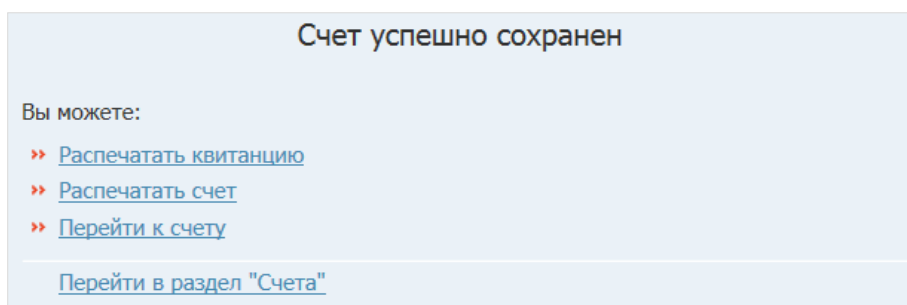 Счет успешно сохранен
Вы можете:
Распечатать квитанцию
Распечатать счет
Перейти к счету
Перейти в раздел "Счета"